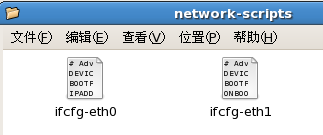 network-scripts
文件(F) 编辑(E) 查看(V) 位置(P) 帮助(H)
# Adv
DEVIC
BOOTF
IPADD
# Adv
DEVIC
BOOTF
ONBOO
ifcfg-eth0 ifcfg-eth1